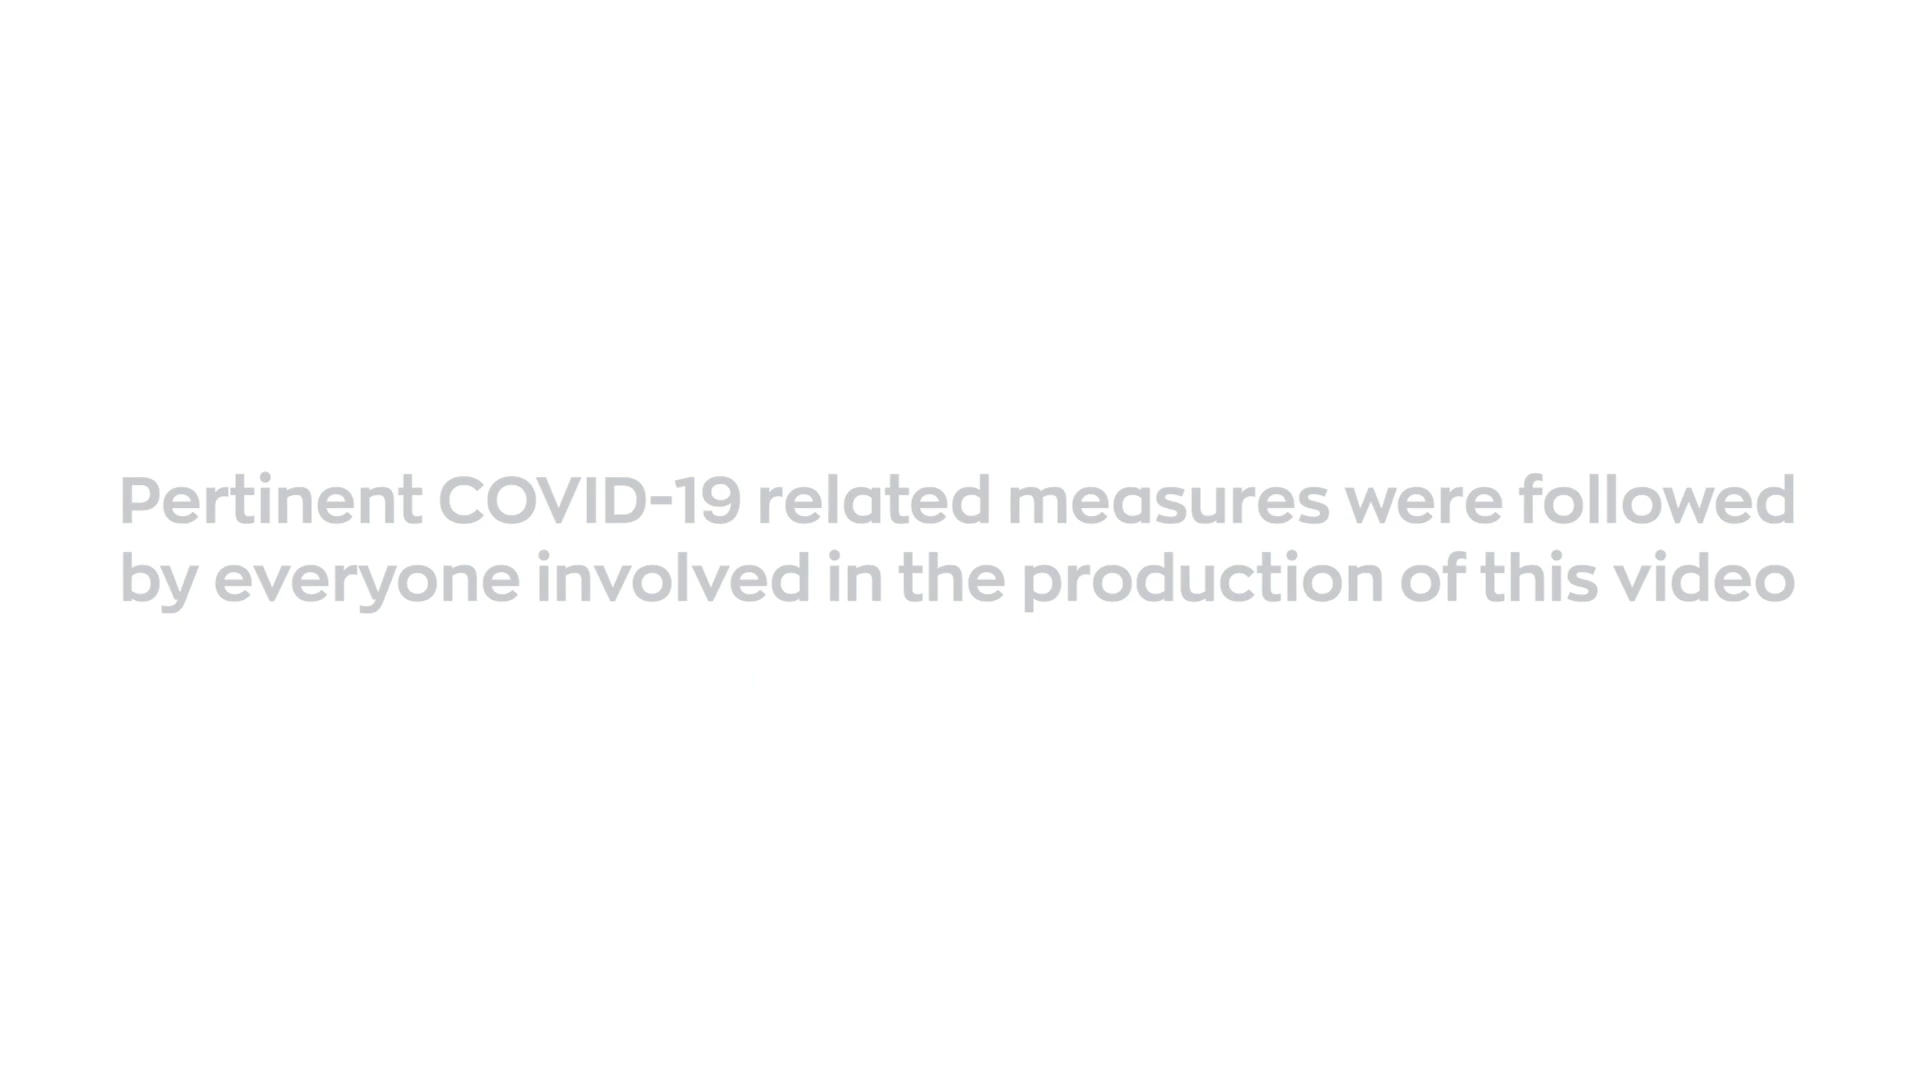 Pertinent COVID-19 related measures were followed
by everyone involved in the production of this video